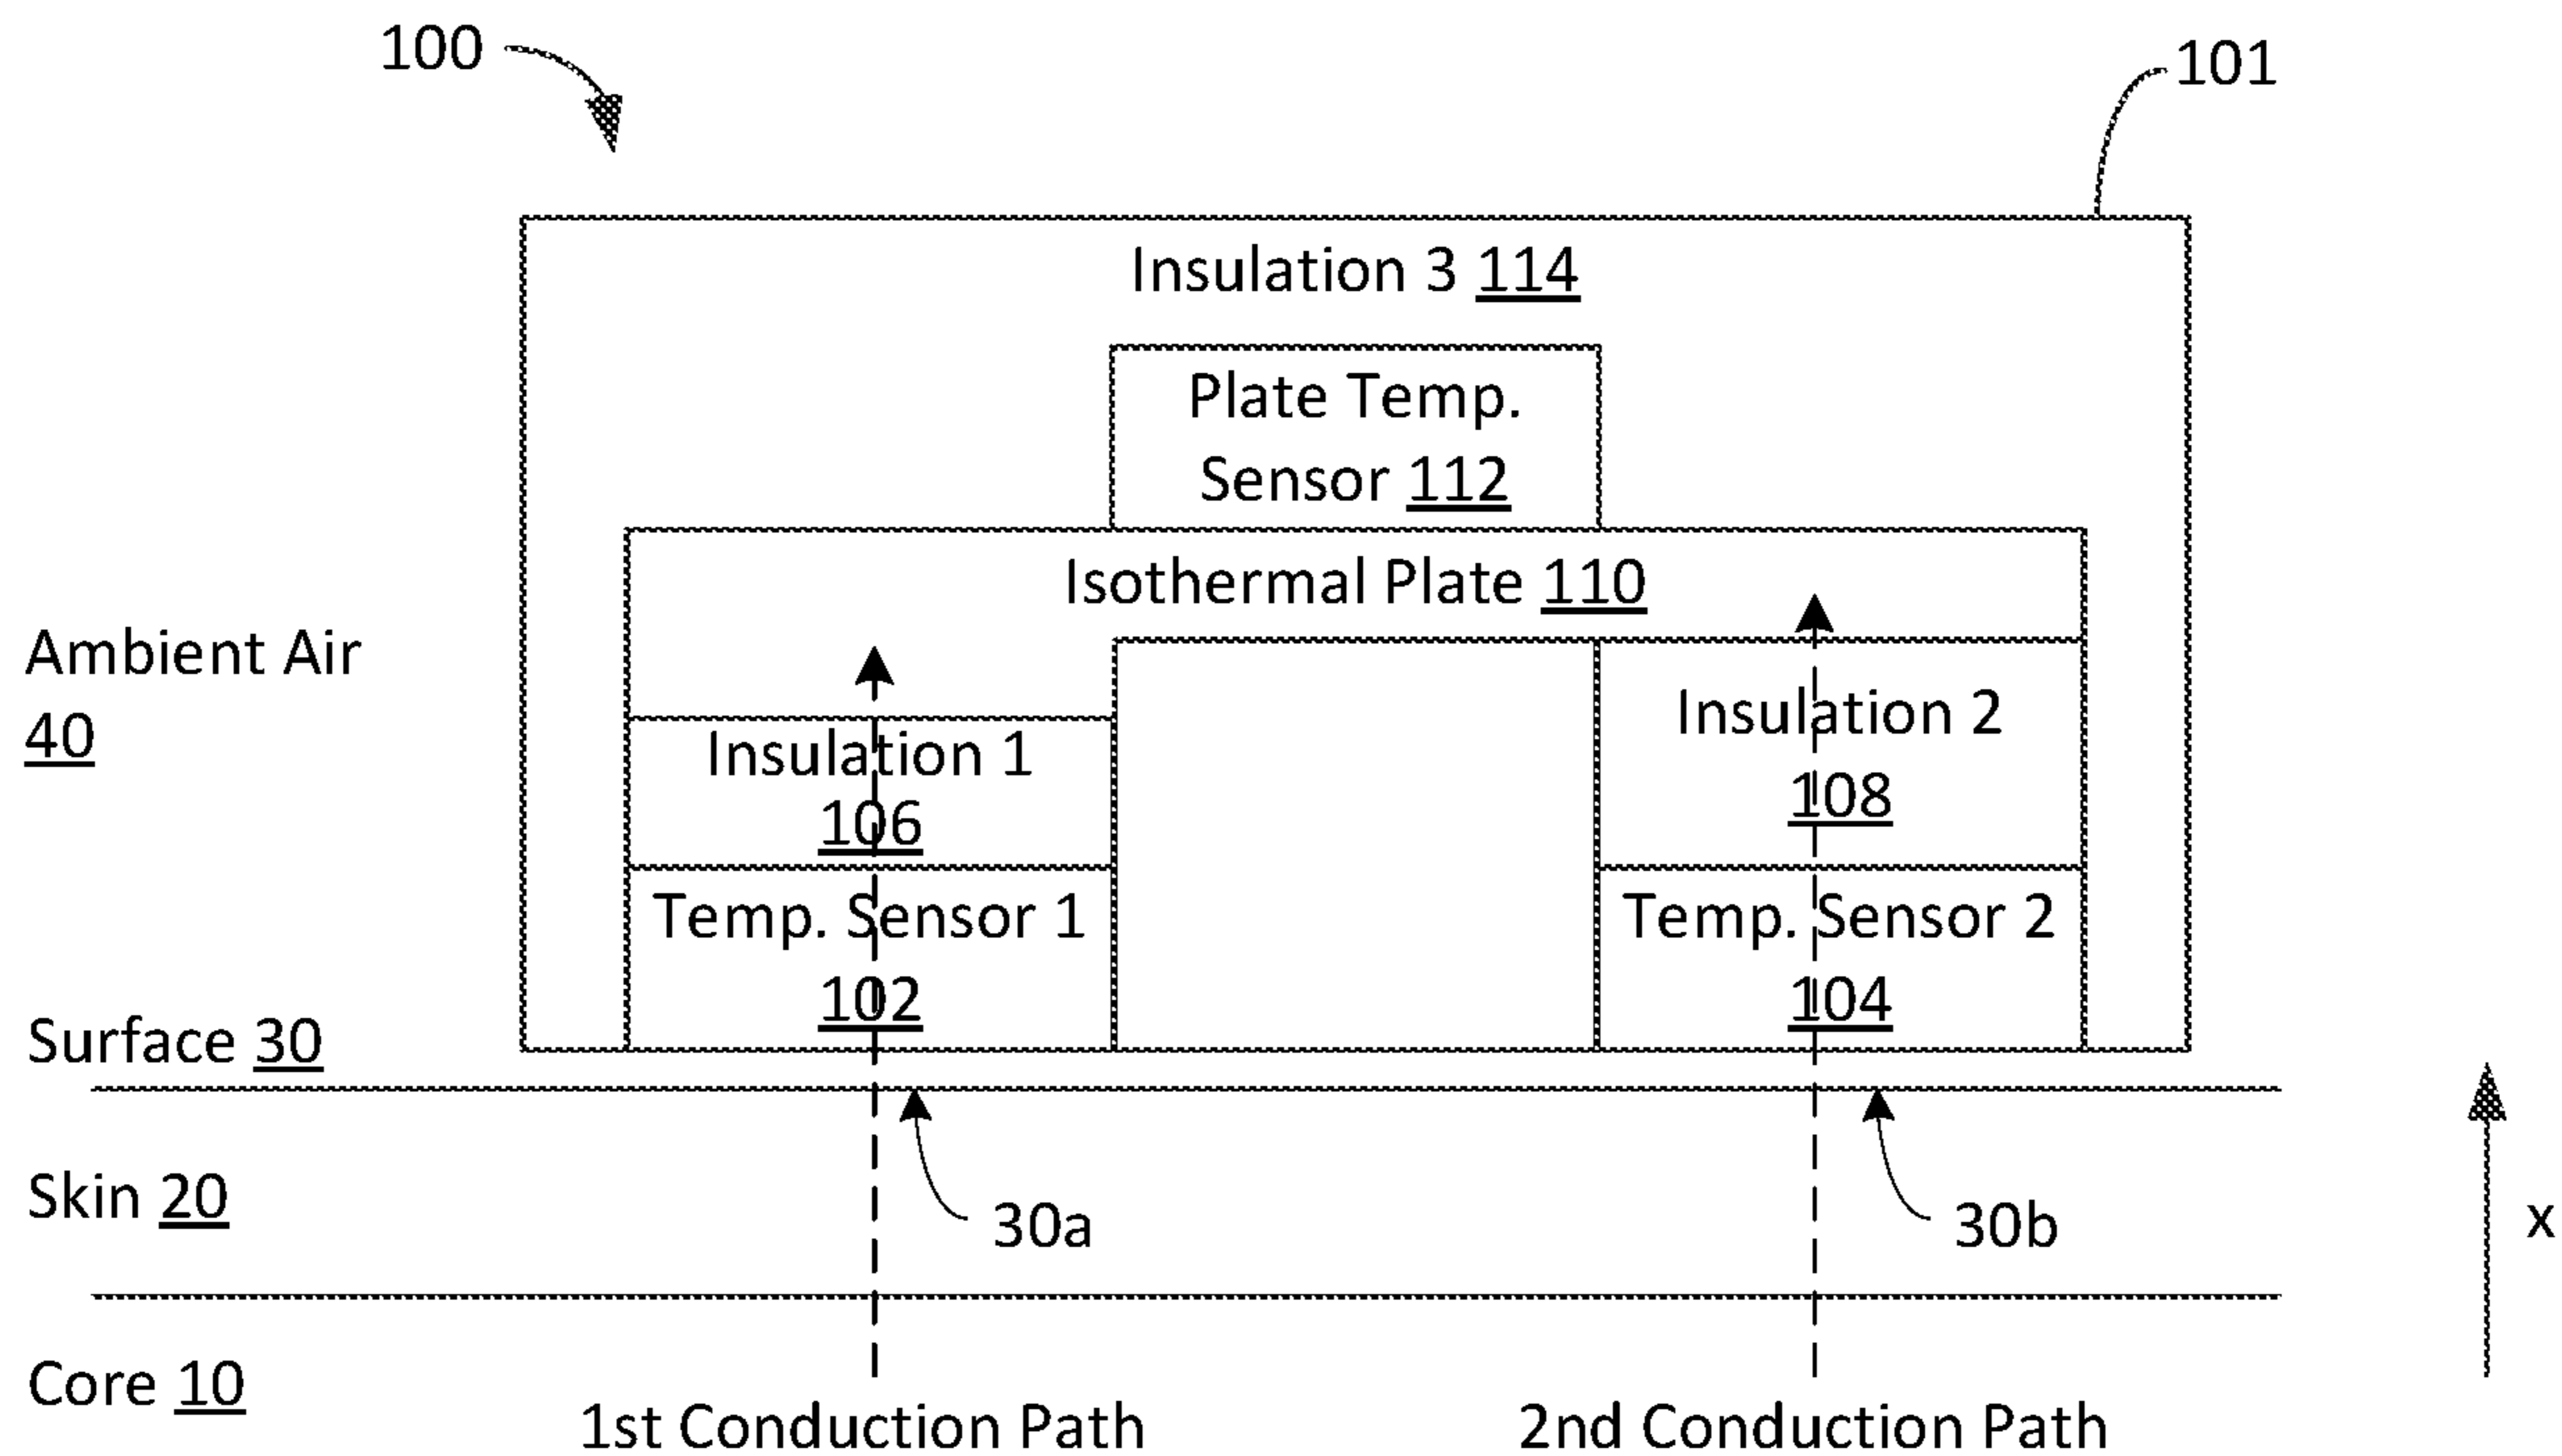 100
101
Insulation 3 114
Plate Temp.
Sensor 112
Isothermal Plate 110
Ambient Air
40
Insulation 1
106
Insulation 2
108
Temp. Sensor 1
102
Temp. Sensor 2
104
Surface 30
Skin 20
30a
30b
x
Core 10
1st Conduction Path
2nd Conduction Path